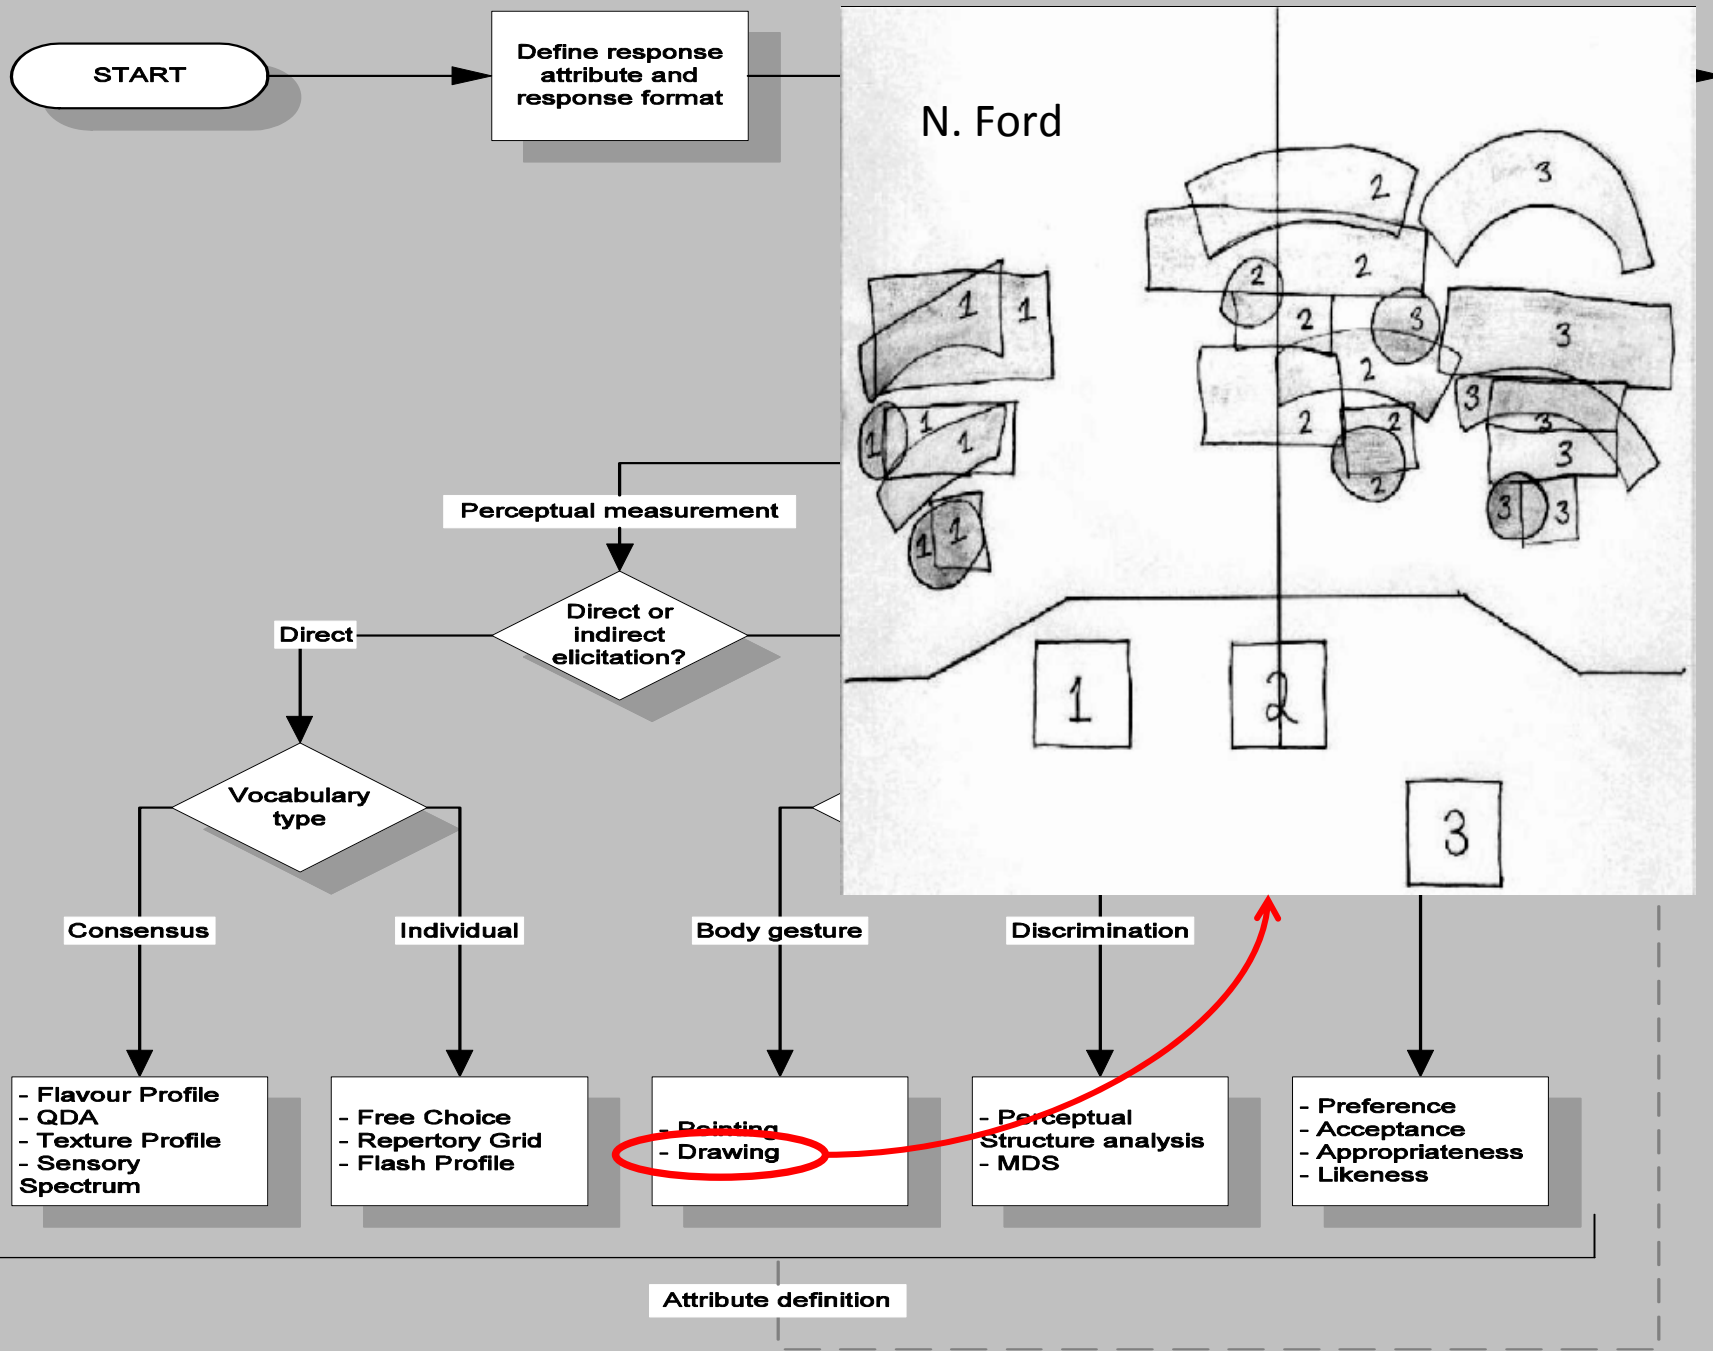 START
Define response
attribute and
response format
N. Ford
2
3
2
2
1
1
2
3
3
2
3
1
1
2
2
3
1
3
1
1
2
3
3
1
2
3
Perceptual measurement
Direct or
indirect
elicitation?
Direct
Vocabulary
type
Consensus
Individual
Body gesture
Discrimination
- Flavour Profile
- QDA
- Texture Profile
- Sensory
Spectrum
- Free Choice
- Repertory Grid
- Flash Profile
- Pointing
- Drawing
- Perceptual
Structure analysis
- MDS
- Preference
- Acceptance
- Appropriateness
- Likeness
Attribute definition